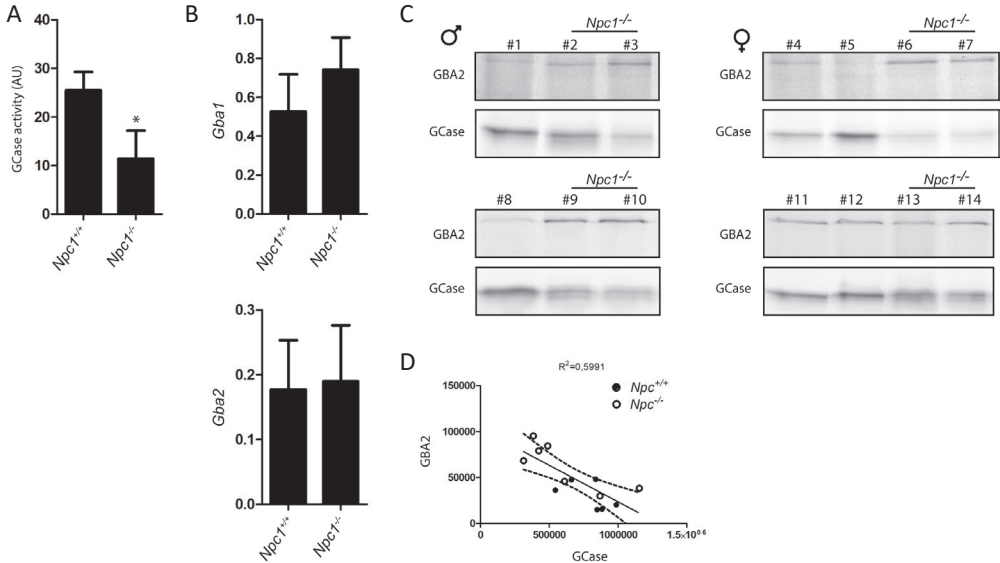 A
GCase activity (AU)
40
30
20
10
0
*
Npc1+/+
Npc1-/-
B
Gba1
1.0
0.8
0.6
0.4
0.2
0.0
Npc1+/+
Npc1-/-
Gba2
0.3
0.2
0.1
0.0
Npc1+/+
Npc1-/-
C
♂
Npc1-/-
#1 #2 #3
GBA2
GCase
Npc1-/-
#8 #9 #10
GBA2
GCase
♀
Npc1-/-
#4 #5 #6 #7
GBA2
GCase
Npc1-/-
#11 #12 #13 #14
GBA2
GCase
D
R²=0,5991
Npc+/+
Npc-/-
GBA2
150000
100000
50000
0
0 500000 1000000 1.5×10⁰⁶
GCase